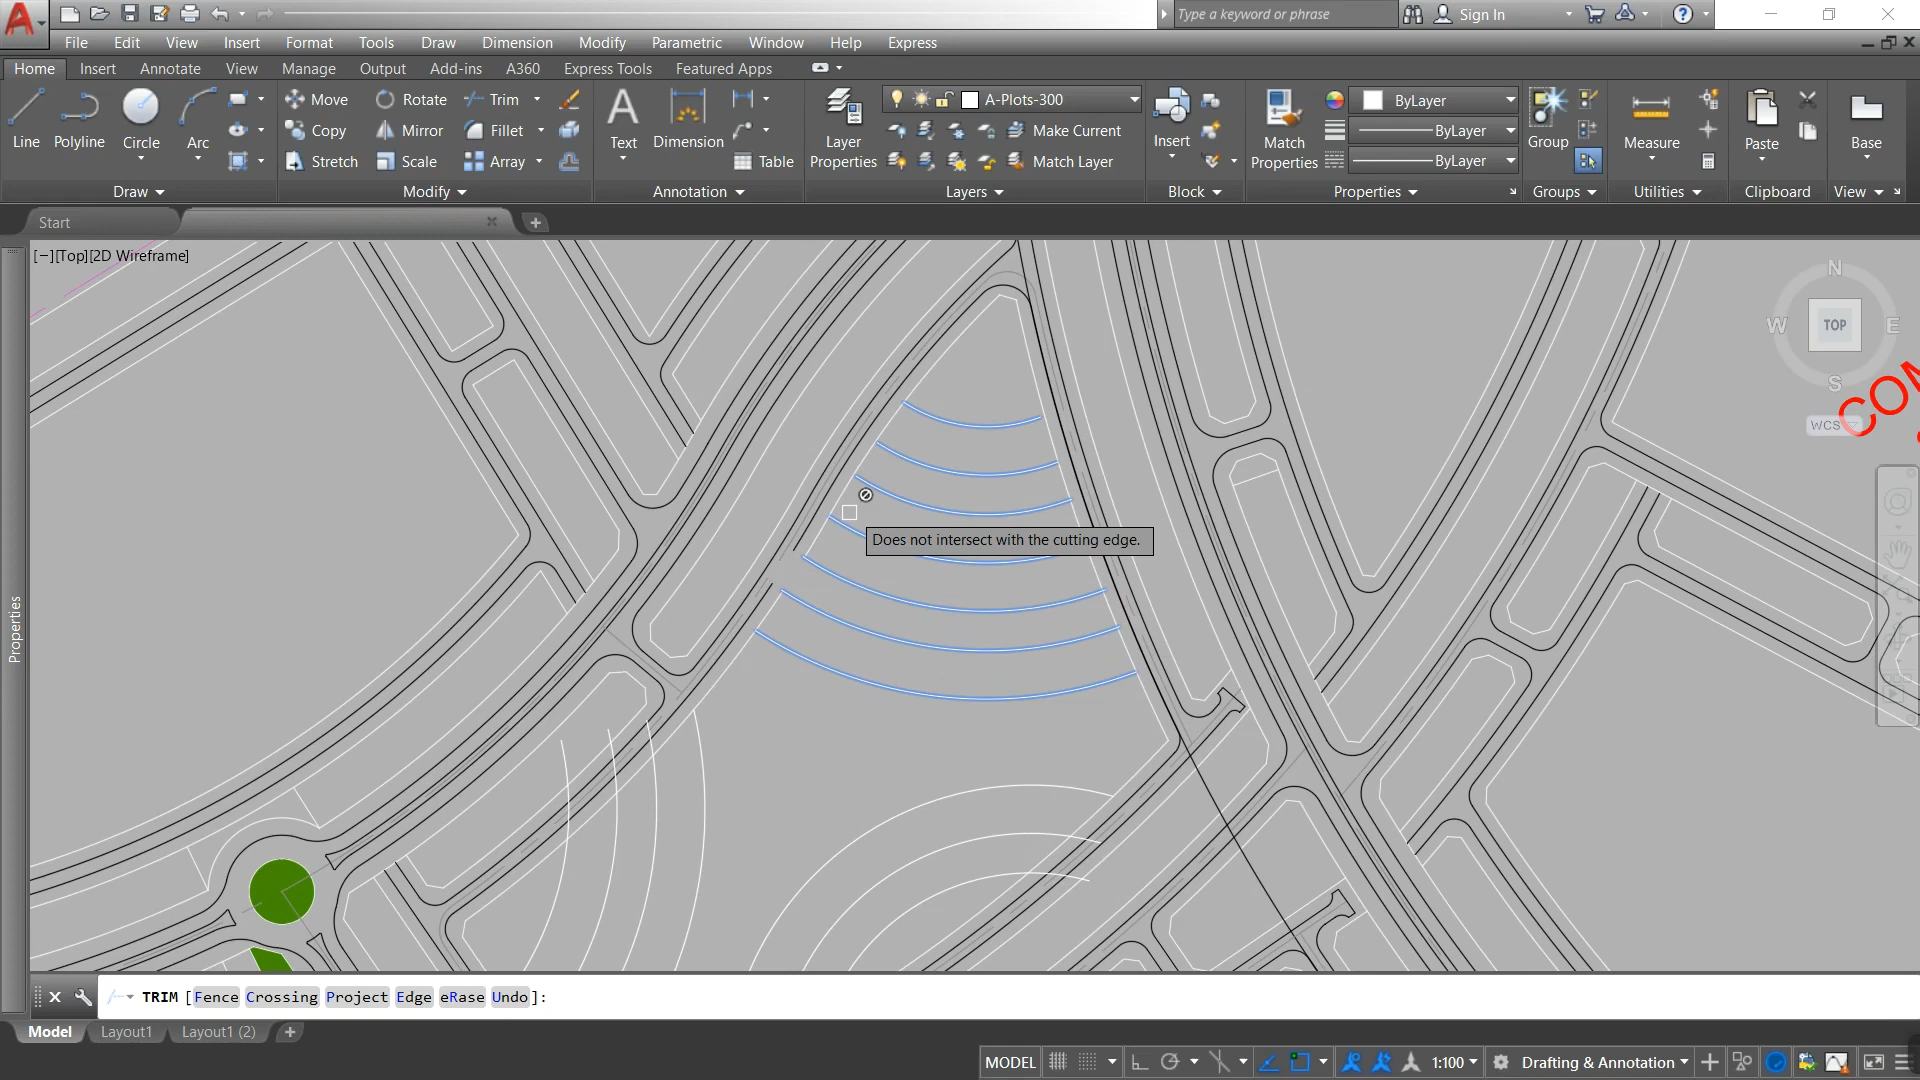 Type a keyword or phrase
Sign In
File Edit View Insert Format Tools Draw Dimension Modify Parametric Window Help Express
Home Insert Annotate View Manage Output Add-ins A360 Express Tools Featured Apps
Move Rotate Trim A-Plots-300 ByLayer
Copy Mirror Fillet Make Current ByLayer
Line Polyline Circle Arc Text Dimension Layer Properties Insert Match Properties Group Measure Paste Base
Stretch Scale Array Table Match Layer ByLayer
Draw Modify Annotation Layers Block Properties Groups Utilities Clipboard View
Start
[−][Top][2D Wireframe]
N
W TOP E
S
WCS
COM
Does not intersect with the cutting edge.
Properties
TRIM [Fence Crossing Project Edge eRase Undo]:
Model Layout1 Layout1 (2)
MODEL 1:100 Drafting & Annotation